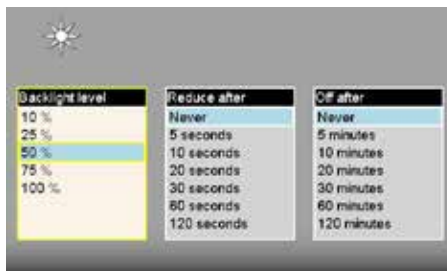 Backlight level
10 %
25 %
50 %
75 %
100 %
Reduce after
Never
5 seconds
10 seconds
20 seconds
30 seconds
60 seconds
120 seconds
Off after
Never
5 minutes
10 minutes
20 minutes
30 minutes
60 minutes
120 minutes